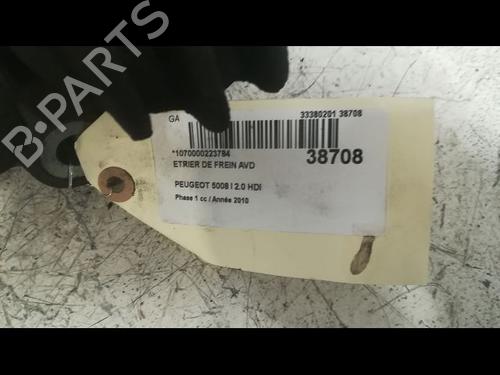 B-PARTS
GA 33380201 38708
*1070000223784 38708
ETRIER DE FREIN AVD
PEUGEOT 5008 I 2.0 HDI
Phase 1 cc / Année 2010